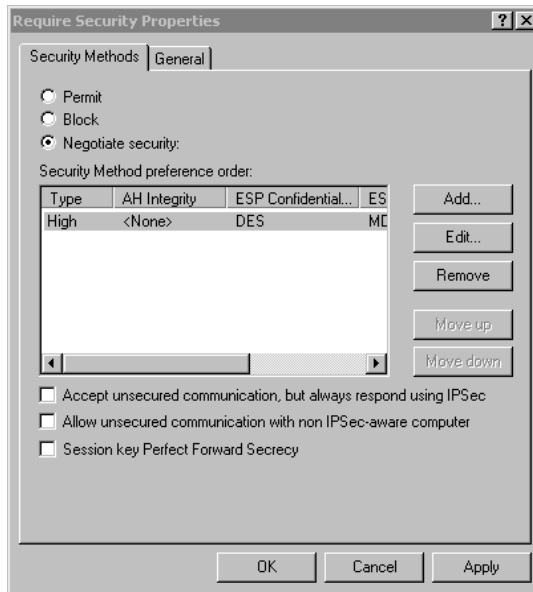 Require Security Properties
Security Methods General
Permit
Block
Negotiate security:
Security Method preference order:
Type AH Integrity ESP Confidential... ES
High <None> DES MD
Add...
Edit...
Remove
Move up
Move down
Accept unsecured communication, but always respond using IPSec
Allow unsecured communication with non IPSec-aware computer
Session key Perfect Forward Secrecy
OK Cancel Apply